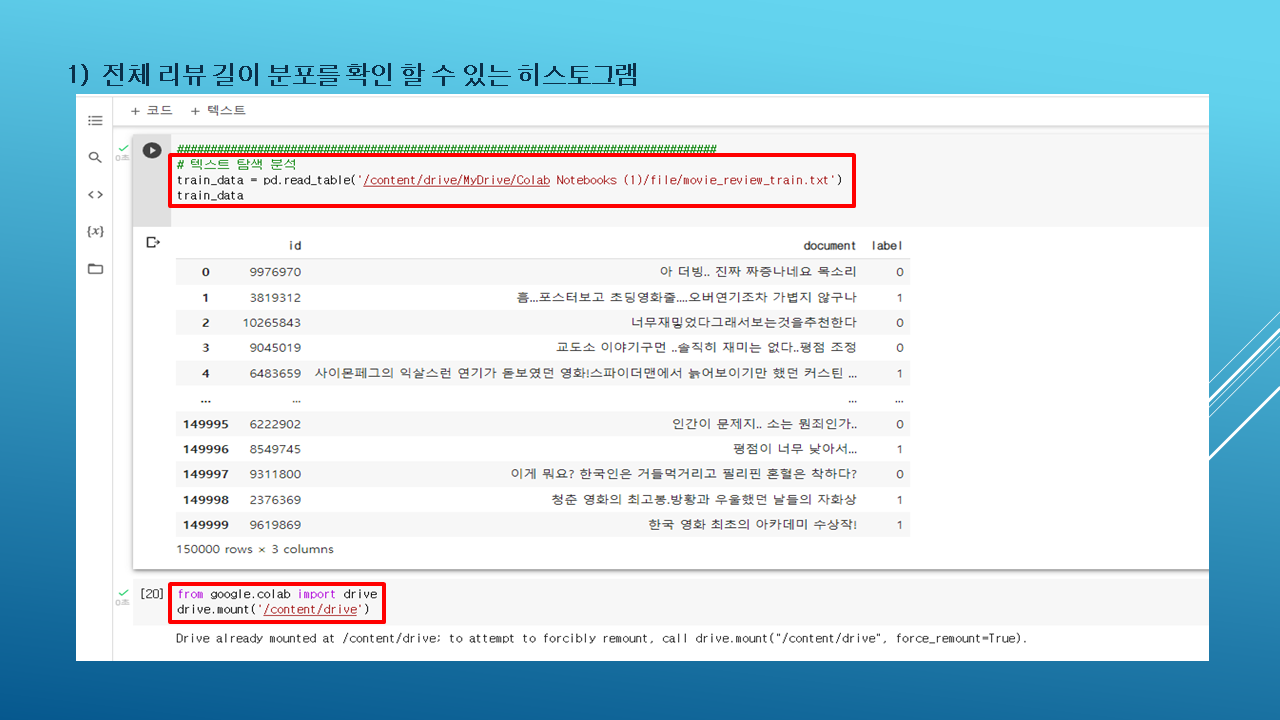 1) 전체 리뷰 길이 분포를 확인 할 수 있는 히스토그램
+ 코드 + 텍스트
0초
################################################################################
# 텍스트 탐색 분석
train_data = pd.read_table('/content/drive/MyDrive/Colab Notebooks (1)/file/movie_review_train.txt')
train_data
id document label
0 9976970 아 더빙.. 진짜 짜증나네요 목소리 0
1 3819312 흠...포스터보고 초딩영화줄....오버연기조차 가볍지 않구나 1
2 10265843 너무재밓었다그래서보는것을추천한다 0
3 9045019 교도소 이야기구먼 ..솔직히 재미는 없다..평점 조정 0
4 6483659 사이몬페그의 익살스런 연기가 돋보였던 영화!스파이더맨에서 늙어보이기만 했던 커스틴 ... 1
... ... ... ...
149995 6222902 인간이 문제지.. 소는 뭔죄인가.. 0
149996 8549745 평점이 너무 낮아서... 1
149997 9311800 이게 뭐요? 한국인은 거들먹거리고 필리핀 혼혈은 착하다? 0
149998 2376369 청춘 영화의 최고봉.방황과 우울했던 날들의 자화상 1
149999 9619869 한국 영화 최초의 아카데미 수상작! 1
150000 rows × 3 columns
0초
[20] from google.colab import drive
drive.mount('/content/drive')
Drive already mounted at /content/drive; to attempt to forcibly remount, call drive.mount("/content/drive", force_remount=True).